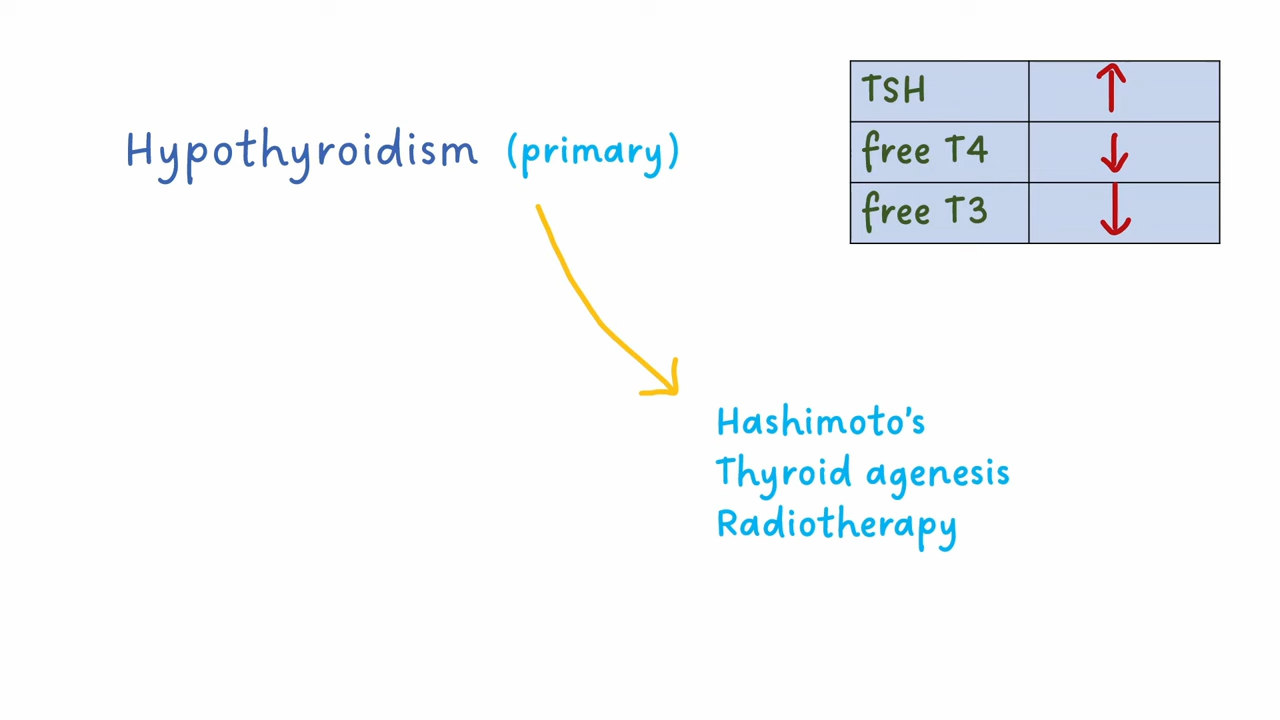 Hypothyroidism (primary)
TSH ↑
free T4 ↓
free T3 ↓
Hashimoto's
Thyroid agenesis
Radiotherapy